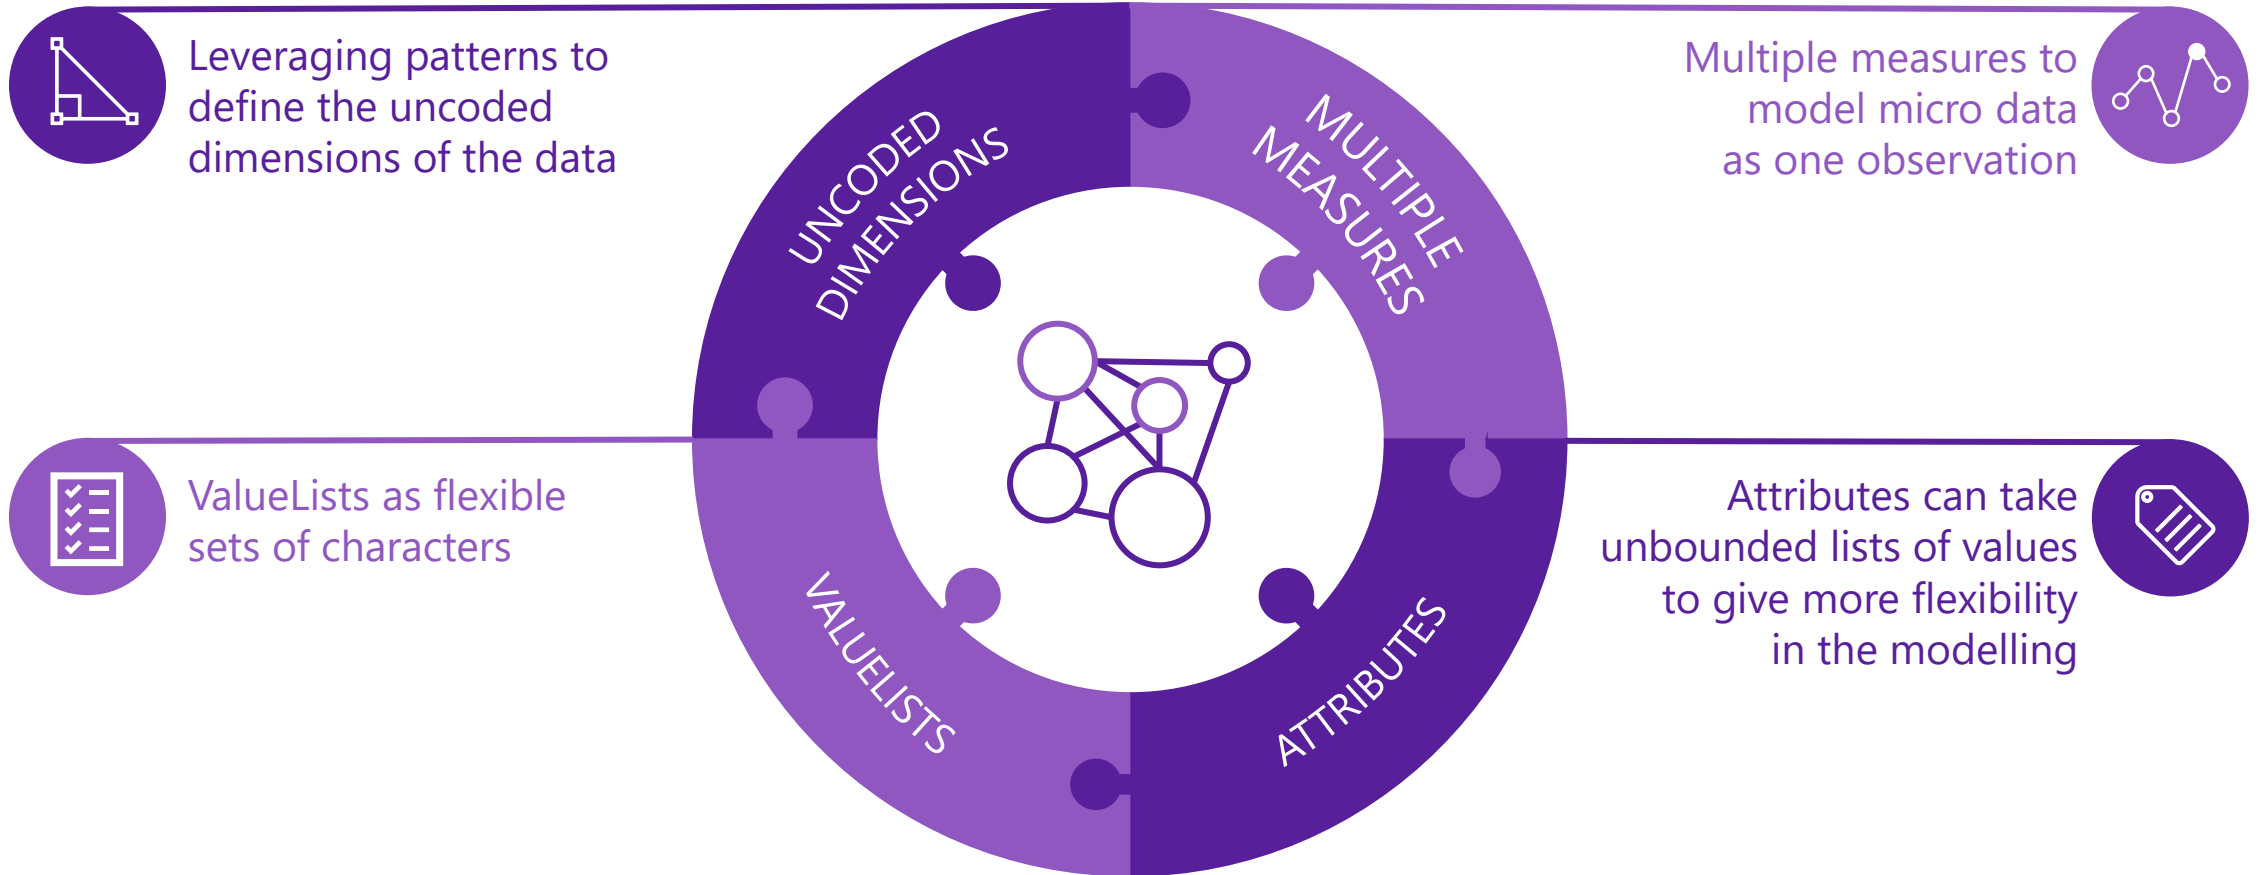 Leveraging patterns to
define the uncoded
dimensions of the data
UNCODED
DIMENSIONS
MULTIPLE
MEASURES
Multiple measures to
model micro data
as one observation
ValueLists as flexible
sets of characters
VALUELISTS
ATTRIBUTES
Attributes can take
unbounded lists of values
to give more flexibility
in the modelling